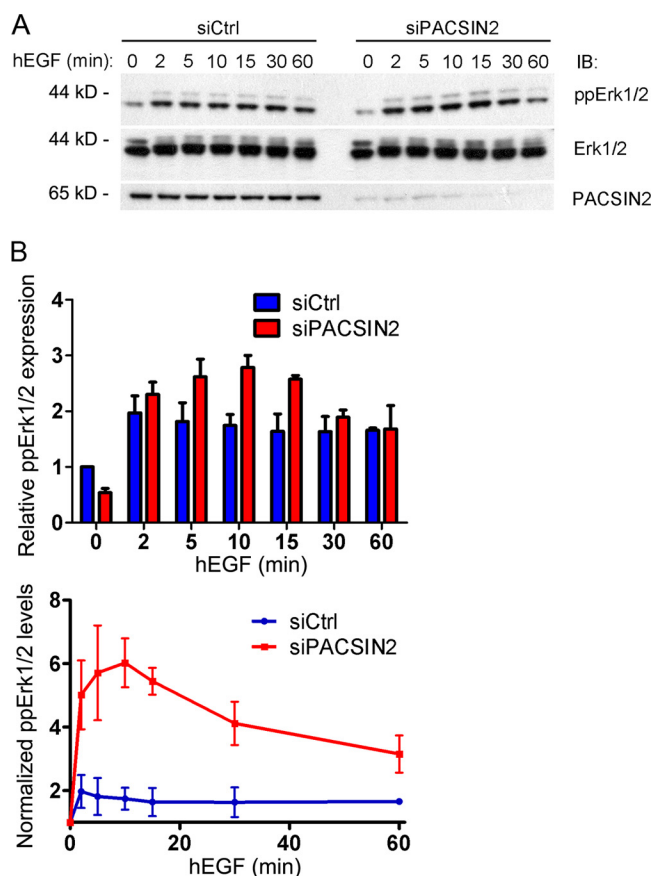 A
siCtrl siPACSIN2
hEGF (min): 0 2 5 10 15 30 60 0 2 5 10 15 30 60 IB:
44 kD - ppErk1/2
44 kD - Erk1/2
65 kD - PACSIN2
B
siCtrl
siPACSIN2
Relative ppErk1/2 expression
4
3
2
1
0
0 2 5 10 15 30 60
hEGF (min)
siCtrl
siPACSIN2
Normalized ppErk1/2 levels
8
6
4
2
0 20 40 60
hEGF (min)